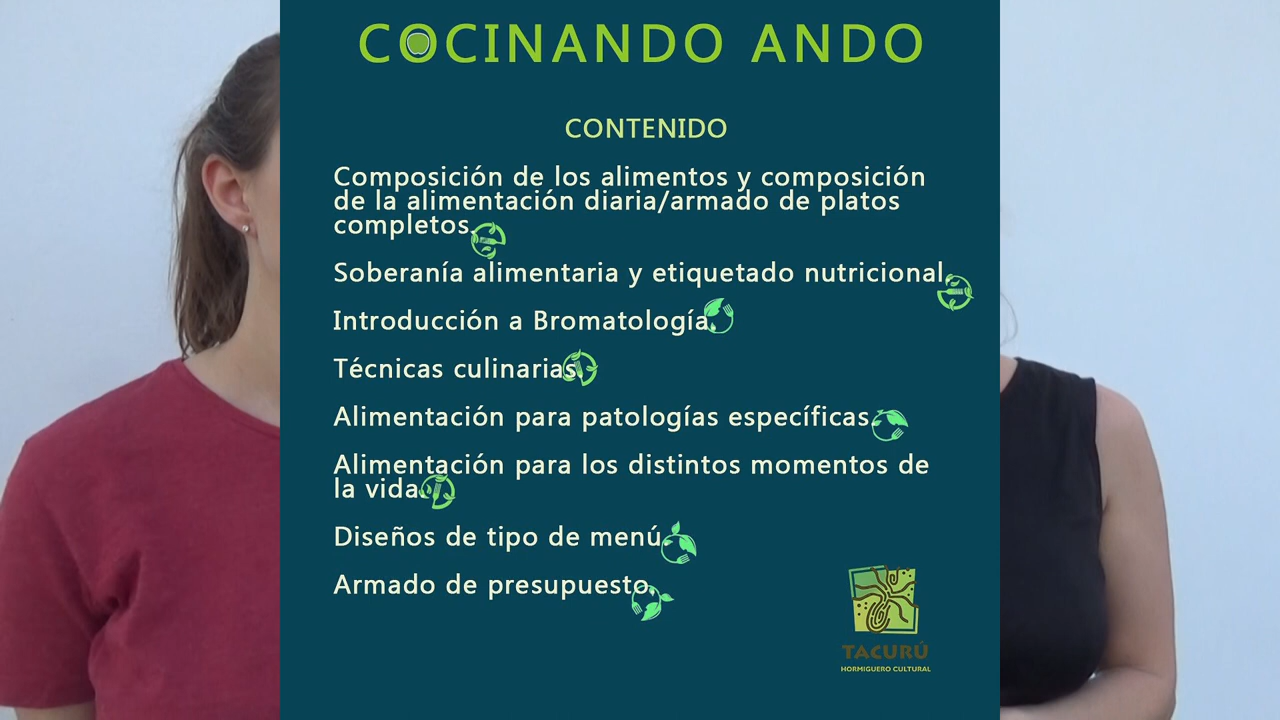 COCINANDO ANDO
CONTENIDO
Composición de los alimentos y composición
de la alimentación diaria/armado de platos
completos.
Soberanía alimentaria y etiquetado nutricional.
Introducción a Bromatología
Técnicas culinarias.
Alimentación para patologías específicas.
Alimentación para los distintos momentos de
la vida.
Diseños de tipo de menú.
Armado de presupuesto.
TACURÚ
HORMIGUERO CULTURAL